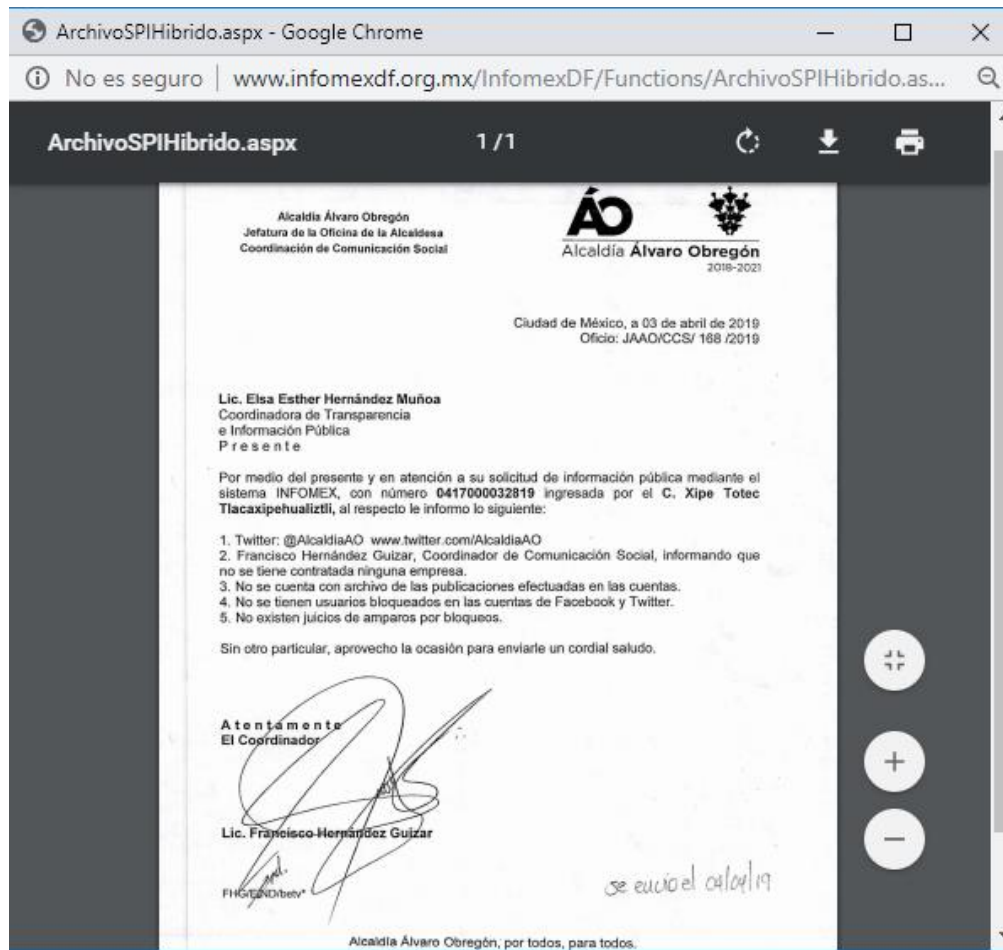 ArchivoSPIHibrido.aspx - Google Chrome
No es seguro | www.infomexdf.org.mx/InfomexDF/Functions/ArchivoSPIHibrido.as...
ArchivoSPIHibrido.aspx 1 / 1
Alcaldía Álvaro Obregón
Jefatura de la Oficina de la Alcaldesa
Coordinación de Comunicación Social
ÁO
Alcaldía Álvaro Obregón
2018-2021
Ciudad de México, a 03 de abril de 2019
Oficio: JAAO/CCS/ 168 /2019
Lic. Elsa Esther Hernández Muñoa
Coordinadora de Transparencia
e Información Pública
P r e s e n t e
Por medio del presente y en atención a su solicitud de información pública mediante el
sistema INFOMEX, con número 0417000032819 ingresada por el C. Xipe Totec
Tlacaxipehualiztli, al respecto le informo lo siguiente:
1. Twitter: @AlcaldiaAO www.twitter.com/AlcaldiaAO
2. Francisco Hernández Guizar, Coordinador de Comunicación Social, informando que
no se tiene contratada ninguna empresa.
3. No se cuenta con archivo de las publicaciones efectuadas en las cuentas.
4. No se tienen usuarios bloqueados en las cuentas de Facebook y Twitter.
5. No existen juicios de amparos por bloqueos.
Sin otro particular, aprovecho la ocasión para enviarle un cordial saludo.
A t e n t a m e n t e
El Coordinador
Lic. Francisco Hernández Guizar
se envio el 04/04/19
Alcaldía Álvaro Obregón, por todos, para todos.